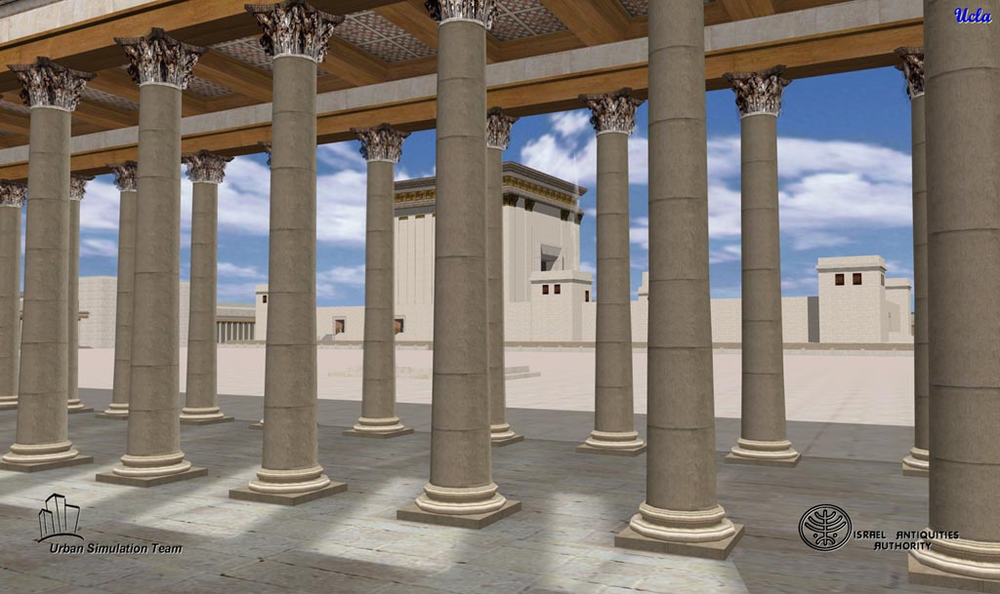 Ucla
Urban Simulation Team
ISRAEL ANTIQUITIES
AUTHORITY